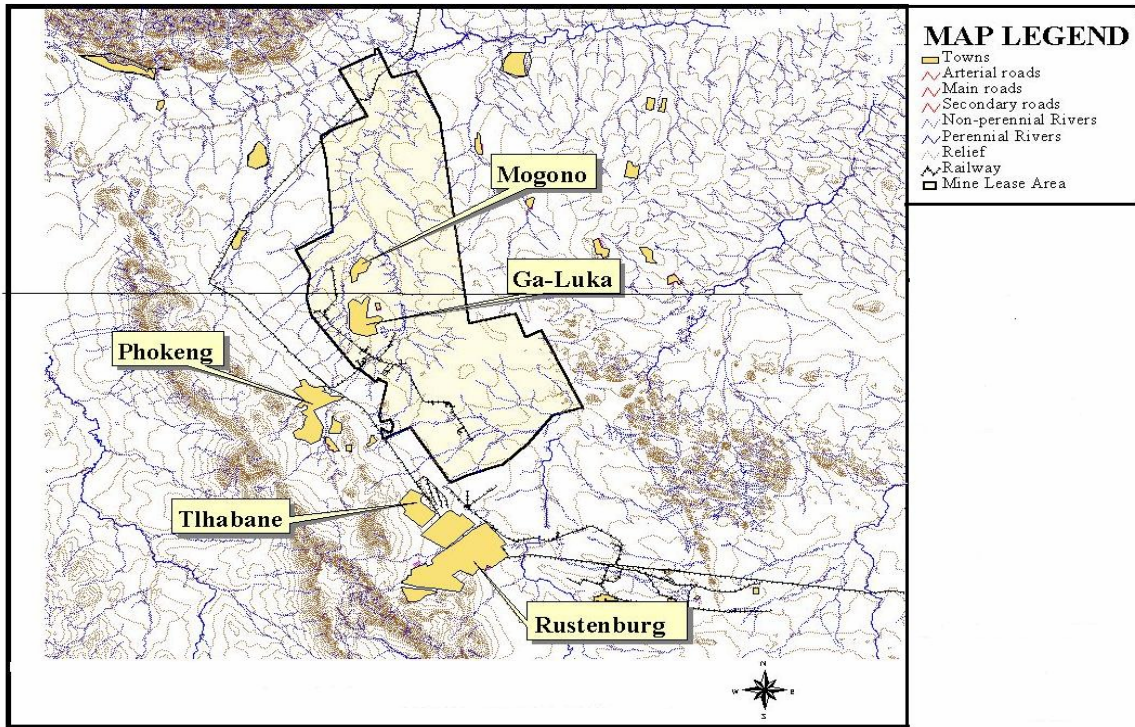 MAP LEGEND
Towns
Arterial roads
Main roads
Secondary roads
Non-perennial Rivers
Perennial Rivers
Relief
Railway
Mine Lease Area
Mogono
Ga-Luka
Phokeng
Tlhabane
Rustenburg
N
W E
S